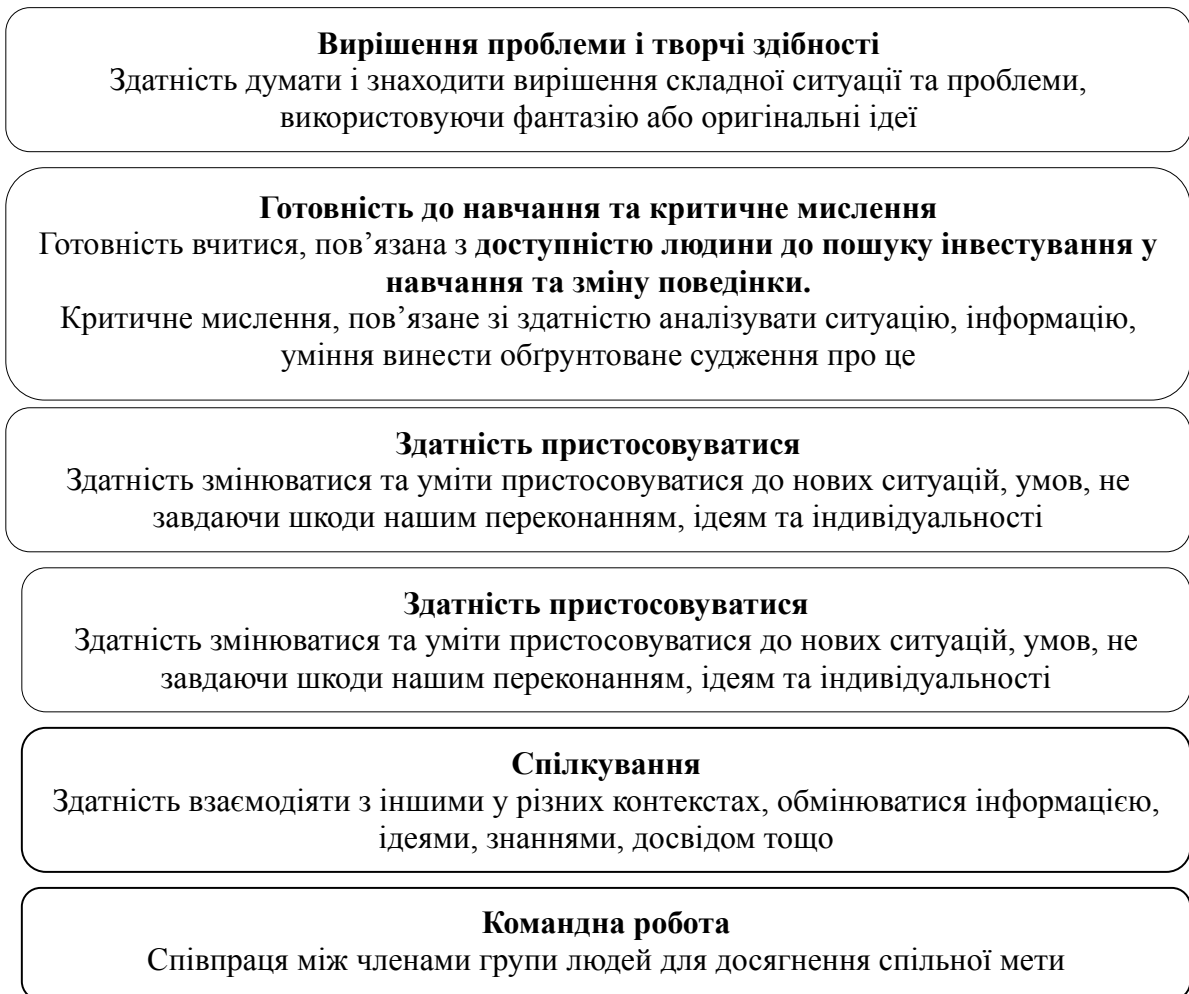 Вирішення проблеми і творчі здібності
Здатність думати і знаходити вирішення складної ситуації та проблеми,
використовуючи фантазію або оригінальні ідеї
Готовність до навчання та критичне мислення
Готовність вчитися, пов’язана з доступністю людини до пошуку інвестування у
навчання та зміну поведінки.
Критичне мислення, пов’язане зі здатністю аналізувати ситуацію, інформацію,
уміння винести обґрунтоване судження про це
Здатність пристосовуватися
Здатність змінюватися та уміти пристосовуватися до нових ситуацій, умов, не
завдаючи шкоди нашим переконанням, ідеям та індивідуальності
Здатність пристосовуватися
Здатність змінюватися та уміти пристосовуватися до нових ситуацій, умов, не
завдаючи шкоди нашим переконанням, ідеям та індивідуальності
Спілкування
Здатність взаємодіяти з іншими у різних контекстах, обмінюватися інформацією,
ідеями, знаннями, досвідом тощо
Командна робота
Співпраця між членами групи людей для досягнення спільної мети